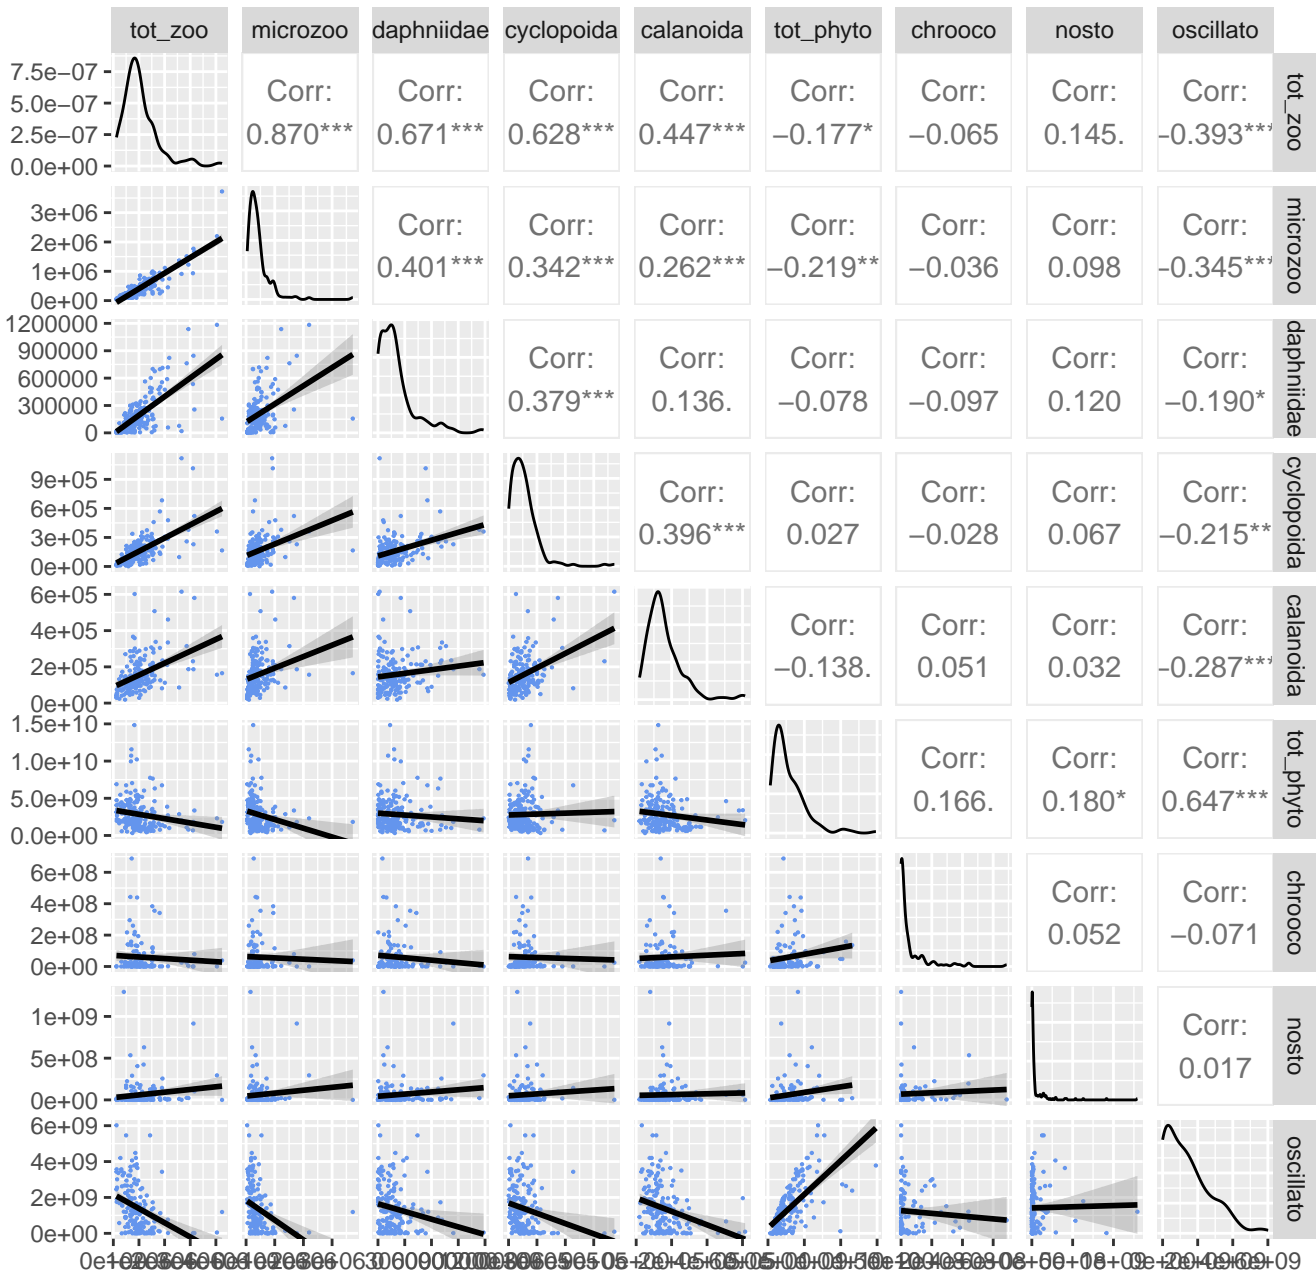 tot_zoo microzoo daphniidae cyclopoida calanoida tot_phyto chrooco nosto oscillato
7.5e−07
5.0e−07
2.5e−07
0.0e+00
Corr: Corr: Corr: Corr: Corr: Corr: Corr: Corr:
0.870*** 0.671*** 0.628*** 0.447*** −0.177* −0.065 0.145. −0.393***
tot_zoo
3e+06
2e+06
1e+06
0e+00
Corr: Corr: Corr: Corr: Corr: Corr: Corr:
0.401*** 0.342*** 0.262*** −0.219** −0.036 0.098 −0.345***
microzoo
1200000
900000
600000
300000
0
Corr: Corr: Corr: Corr: Corr: Corr:
0.379*** 0.136. −0.078 −0.097 0.120 −0.190*
daphniidae
9e+05
6e+05
3e+05
0e+00
Corr: Corr: Corr: Corr: Corr:
0.396*** 0.027 −0.028 0.067 −0.215**
cyclopoida
6e+05
4e+05
2e+05
0e+00
Corr: Corr: Corr: Corr:
−0.138. 0.051 0.032 −0.287***
calanoida
1.5e+10
1.0e+10
5.0e+09
0.0e+00
Corr: Corr: Corr:
0.166. 0.180* 0.647***
tot_phyto
6e+08
4e+08
2e+08
0e+00
Corr: Corr:
0.052 −0.071
chrooco
1e+09
5e+08
0e+00
Corr:
0.017
nosto
6e+09
4e+09
2e+09
0e+00
oscillato